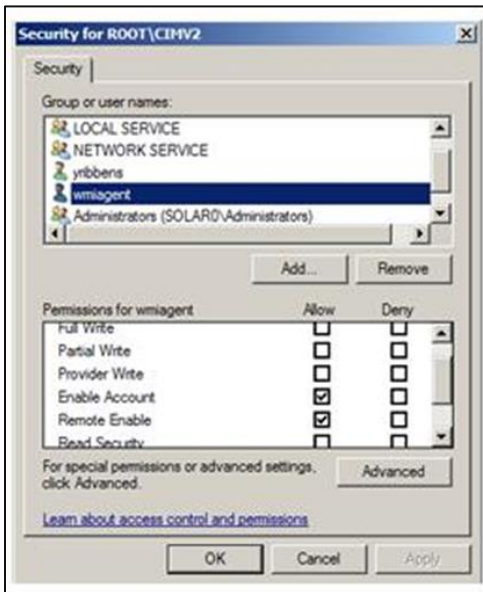 Security for ROOT\CIMV2
Security
Group or user names:
LOCAL SERVICE
NETWORK SERVICE
yribbens
wmiagent
Administrators (SOLAR0\Administrators)
Add...
Remove
Permissions for wmiagent Allow Deny
Full Write
Partial Write
Provider Write
Enable Account
Remote Enable
Read Security
For special permissions or advanced settings, click Advanced.
Advanced
Learn about access control and permissions
OK Cancel Apply